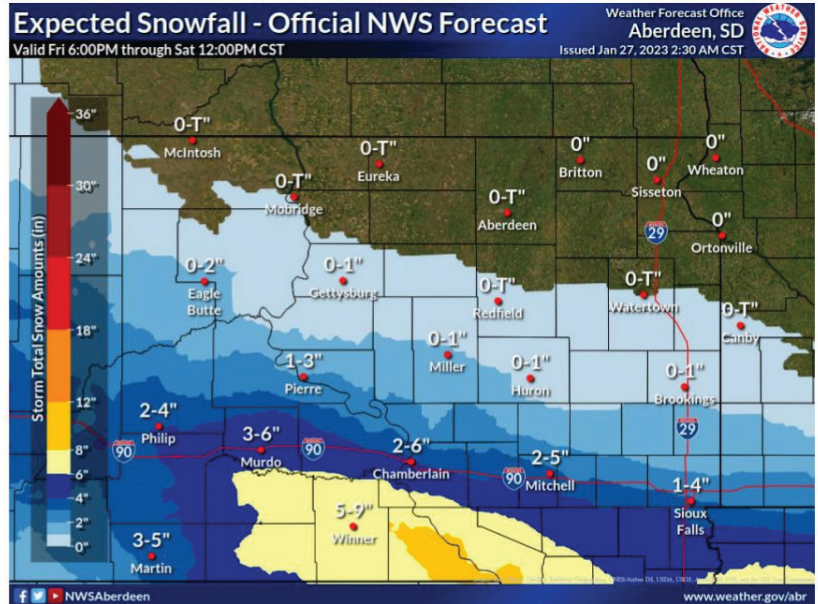 Expected Snowfall - Official NWS Forecast
Valid Fri 6:00PM through Sat 12:00PM CST
Weather Forecast Office
Aberdeen, SD
Issued Jan 27, 2023 2:30 AM CST
NATIONAL WEATHER SERVICE
Storm Total Snow Amounts (in)
36"
30"
24"
18"
12"
8"
6"
4"
2"
0"
0-T"
McIntosh
0-T"
Eureka
0"
Britton
0"
Sisseton
0"
Wheaton
0-T"
Mobridge
0-T"
Aberdeen
29
0"
Ortonville
0-2"
Eagle
Butte
0-1"
Gettysburg
0-T"
Redfield
0-T"
Watertown
0-T"
Canby
1-3"
Pierre
0-1"
Miller
0-1"
Huron
0-1"
Brookings
29
2-4"
Philip
90
3-6"
Murdo
90
2-6"
Chamberlain
90
2-5"
Mitchell
1-4"
Sioux
Falls
5-9"
Winner
3-5"
Martin
NWSAberdeen
www.weather.gov/abr